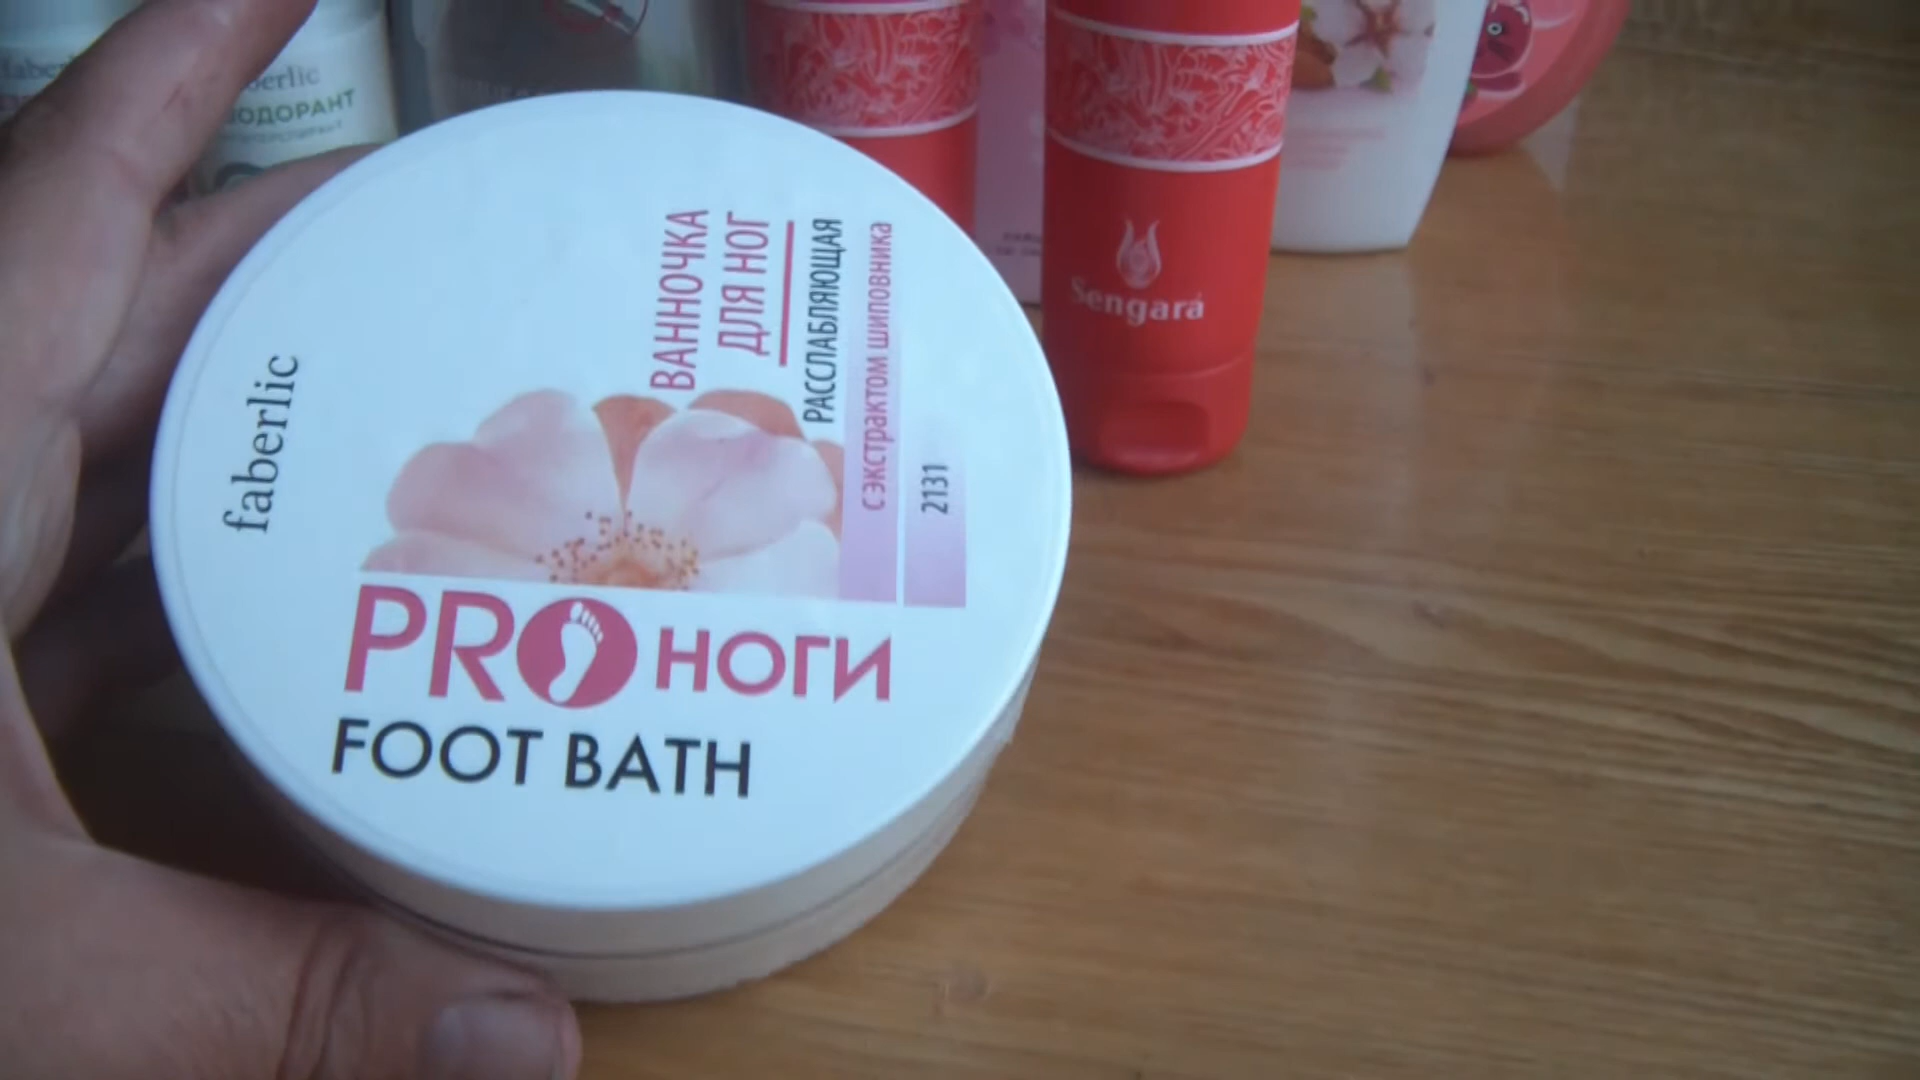 faberlic
ВАННОЧКА
ДЛЯ НОГ
РАССЛАБЛЯЮЩАЯ
С ЭКСТРАКТОМ ШИПОВНИКА
2131
PRO НОГИ
FOOT BATH
Sengara
faberlic
ДЕЗОДОРАНТ